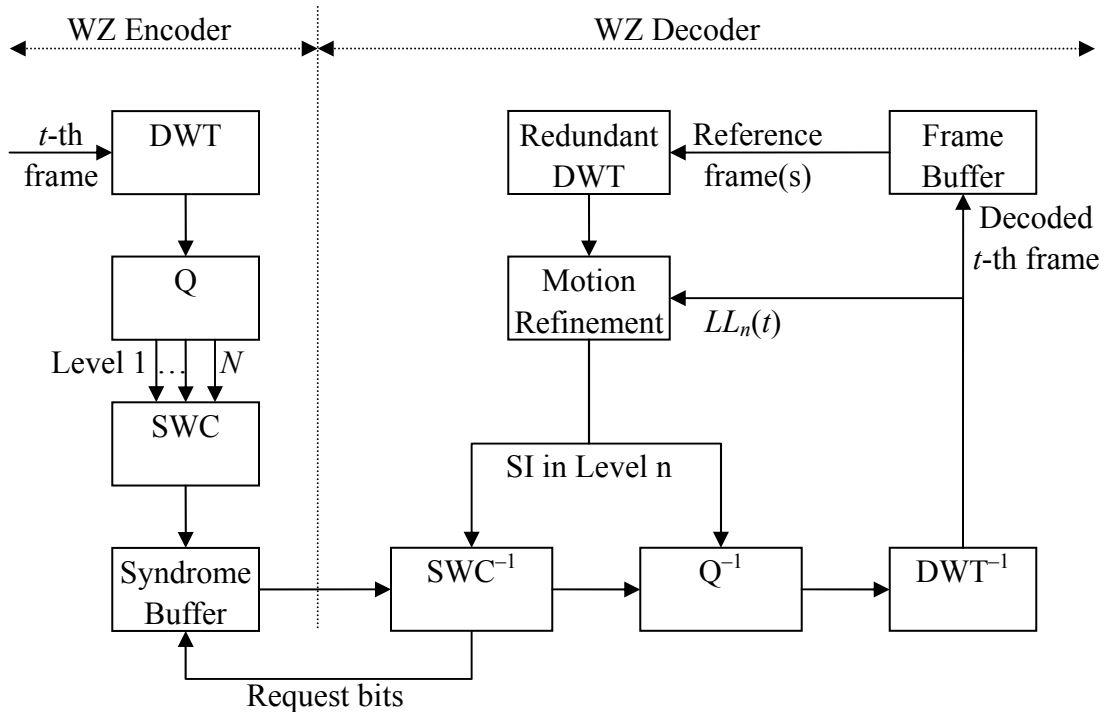 WZ Encoder
WZ Decoder
t-th
frame
DWT
Q
Level 1 … N
SWC
Syndrome
Buffer
Request bits
Redundant
DWT
Reference
frame(s)
Frame
Buffer
Decoded
t-th frame
Motion
Refinement
LLₙ(t)
SI in Level n
SWC⁻¹
Q⁻¹
DWT⁻¹